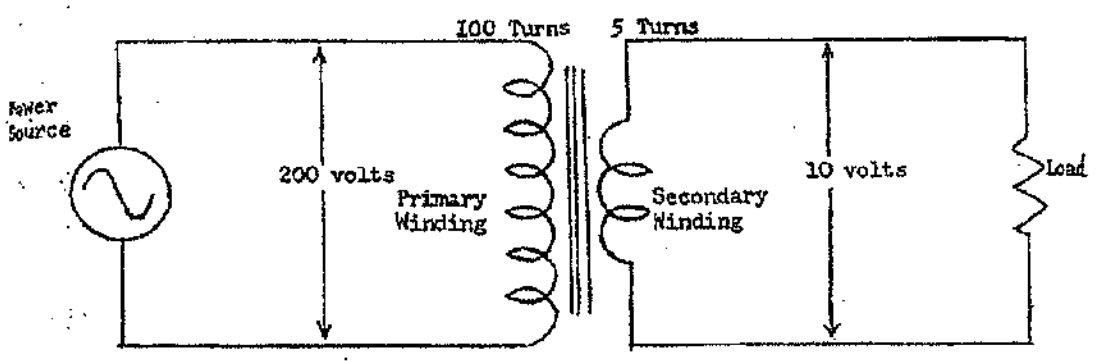 100 Turns
5 Turns
Power
Source
200 volts
Primary
Winding
Secondary
Winding
10 volts
Load